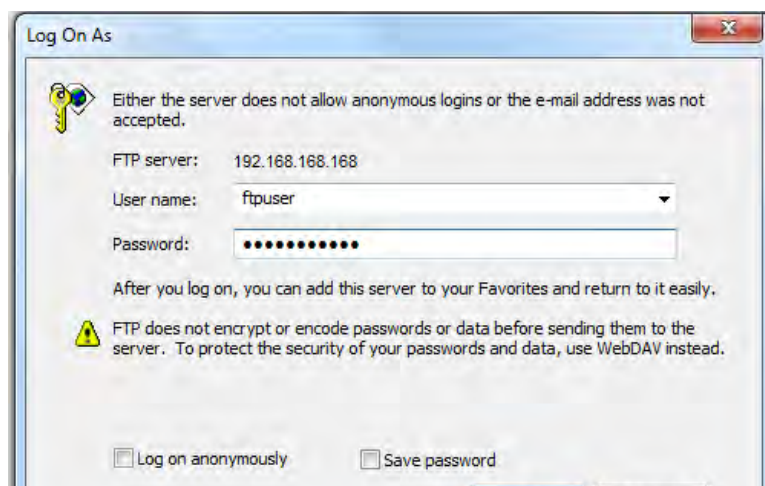 Log On As
Either the server does not allow anonymous logins or the e-mail address was not
accepted.
FTP server: 192.168.168.168
User name: ftpuser
Password: ●●●●●●●●●●●
After you log on, you can add this server to your Favorites and return to it easily.
FTP does not encrypt or encode passwords or data before sending them to the
server. To protect the security of your passwords and data, use WebDAV instead.
Log on anonymously Save password